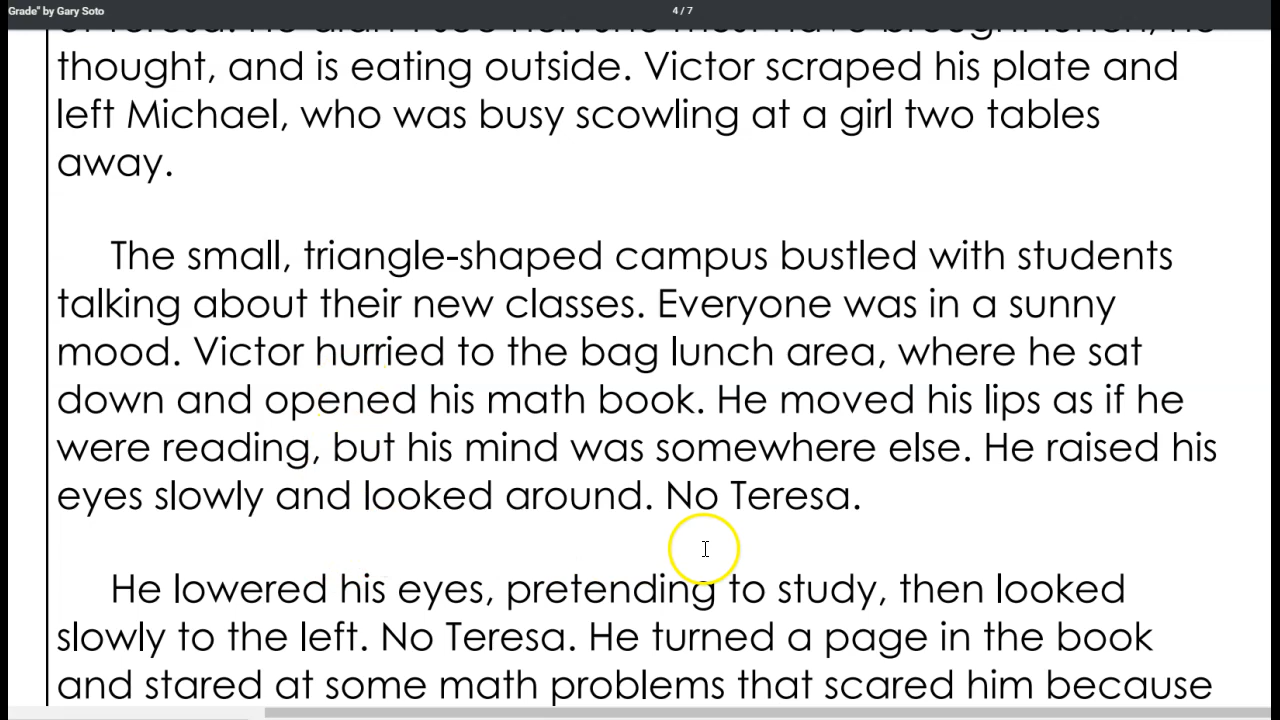 Grade" by Gary Soto
4 / 7
thought, and is eating outside. Victor scraped his plate and
left Michael, who was busy scowling at a girl two tables
away.
The small, triangle-shaped campus bustled with students
talking about their new classes. Everyone was in a sunny
mood. Victor hurried to the bag lunch area, where he sat
down and opened his math book. He moved his lips as if he
were reading, but his mind was somewhere else. He raised his
eyes slowly and looked around. No Teresa.
He lowered his eyes, pretending to study, then looked
slowly to the left. No Teresa. He turned a page in the book
and stared at some math problems that scared him because